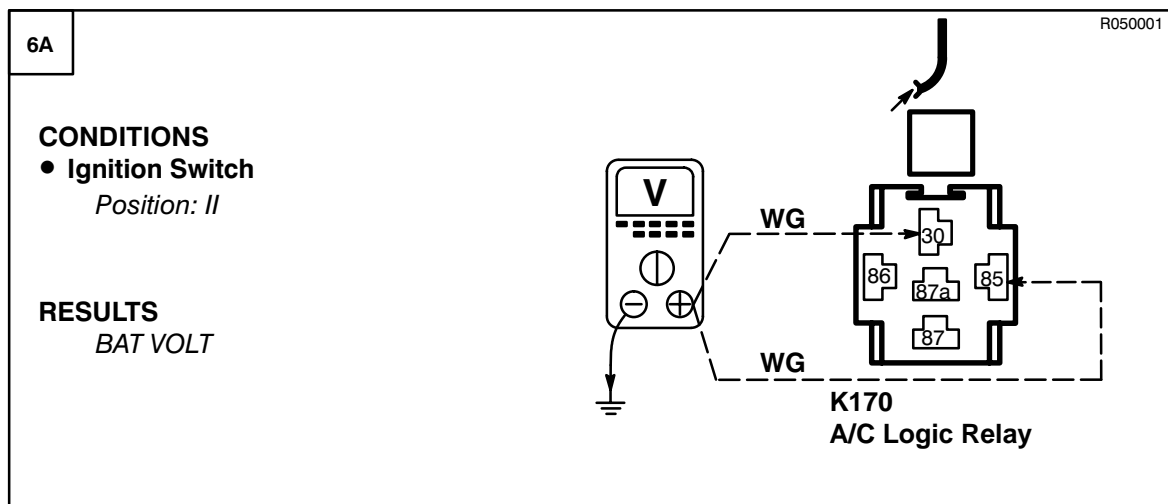 6A
R050001
CONDITIONS
● Ignition Switch
Position: II
RESULTS
BAT VOLT
V
WG
30
86
87a
85
87
WG
K170
A/C Logic Relay